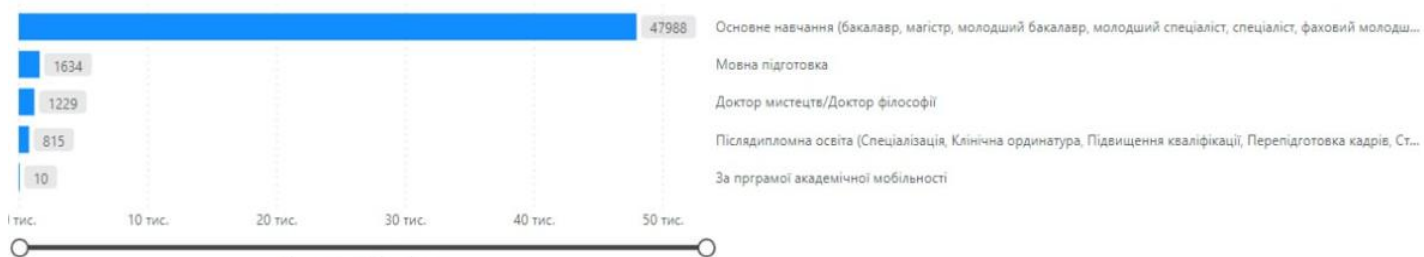 47988 Основне навчання (бакалавр, магістр, молодший бакалавр, молодший спеціаліст, спеціаліст, фаховий молодш...
1634 Мовна підготовка
1229 Доктор мистецтв/Доктор філософії
815 Післядипломна освіта (Спеціалізація, Клінічна ординатура, Підвищення кваліфікації, Перепідготовка кадрів, Ст...
10 За прграмої академічної мобільності
тис. 10 тис. 20 тис. 30 тис. 40 тис. 50 тис.